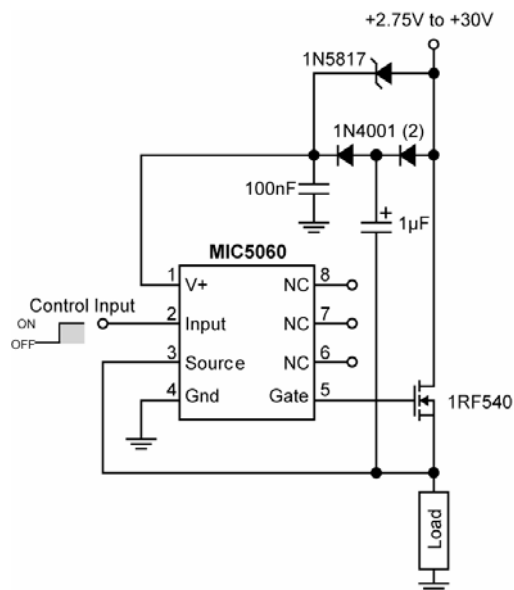 +2.75V to +30V
1N5817
1N4001 (2)
100nF
+
1µF
MIC5060
1 V+ NC 8
Control Input
ON
OFF
2 Input NC 7
3 Source NC 6
4 Gnd Gate 5
1RF540
Load